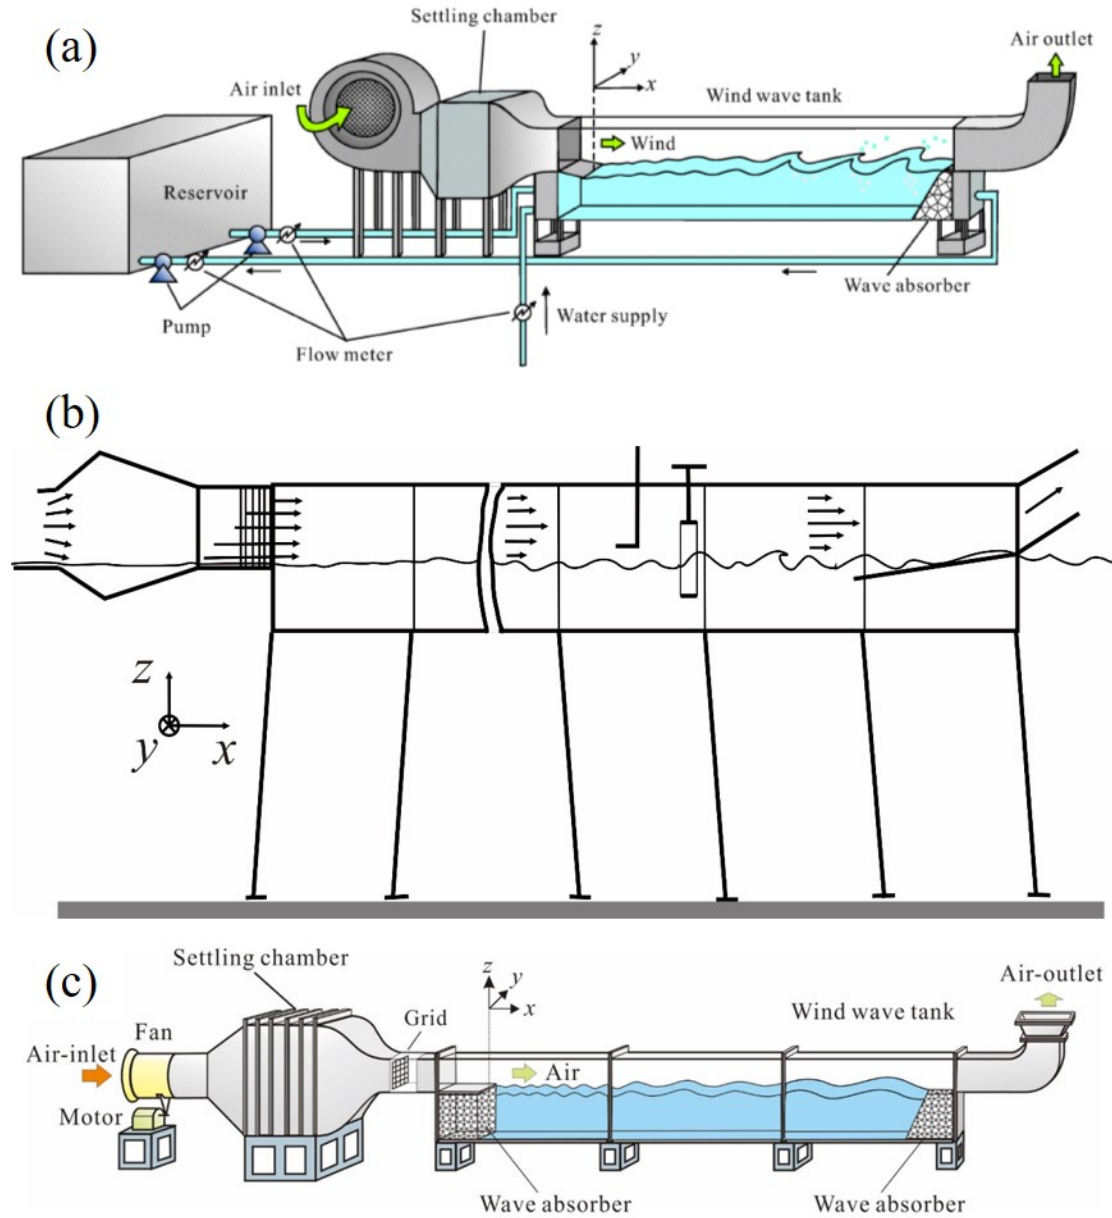 (a)
Settling chamber
z
y
x
Air outlet
Air inlet
Wind wave tank
Wind
Reservoir
Wave absorber
Water supply
Pump
Flow meter
(b)
z
y
x
(c)
Settling chamber
z
y
x
Air-outlet
Grid
Wind wave tank
Fan
Air-inlet
Air
Motor
Wave absorber
Wave absorber